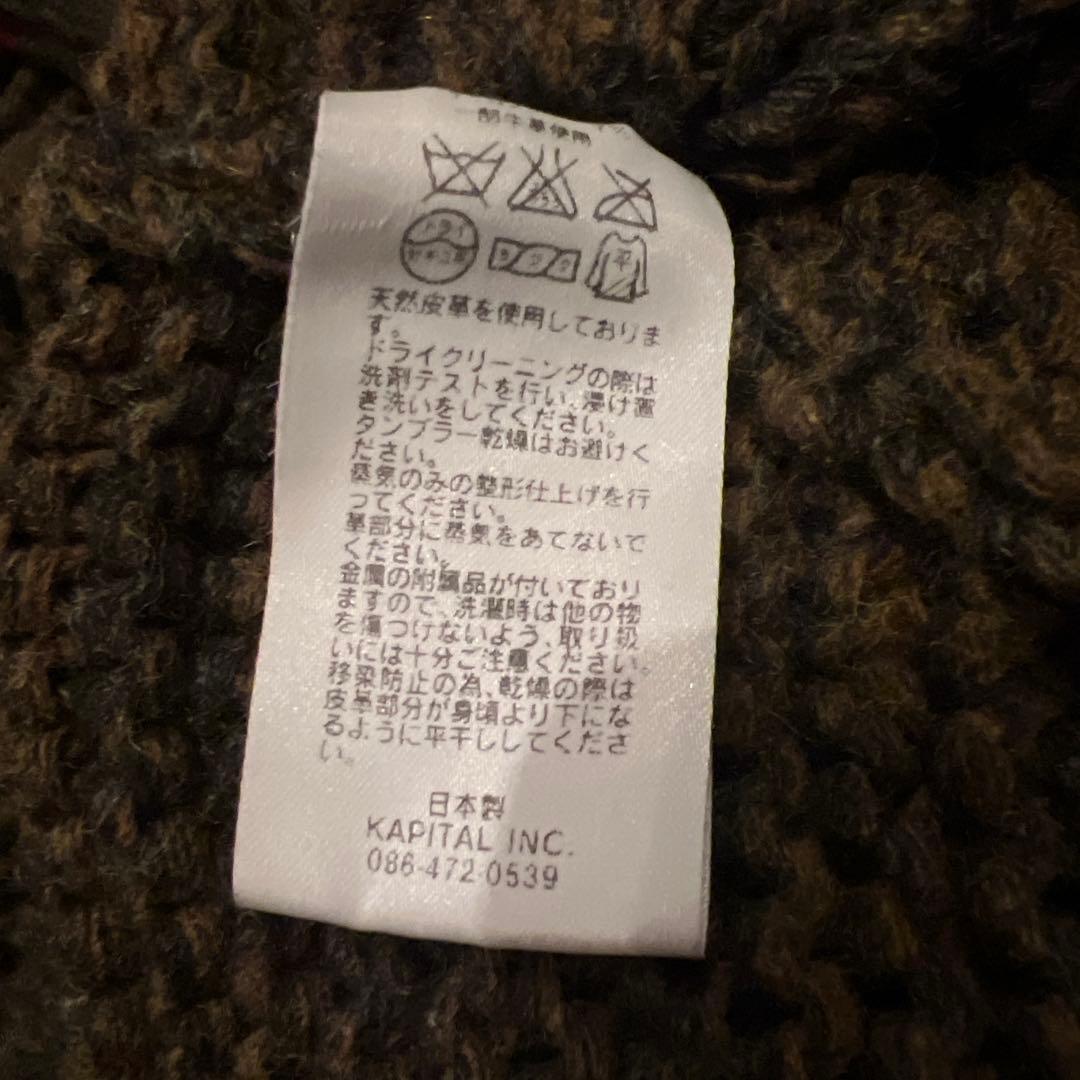 一部牛革使用
ドライ
セキユ系
平
天然皮革を使用しておりま
す。
ドライクリーニングの際は
洗剤テストを行い、浸け置
き洗いをしてください。
タンブラー乾燥はお避けく
ださい。
蒸気のみの整形仕上げを行
ってください。
革部分に蒸気をあてないで
ください。
金属の附属品が付いており
ますので、洗濯時は他の物
を傷つけないよう、取り扱
いには十分ご注意ください。
移染防止の為、乾燥の際は
皮革部分が身頃より下にな
るように平干ししてくださ
い。
日本製
KAPITAL INC.
086-472-0539